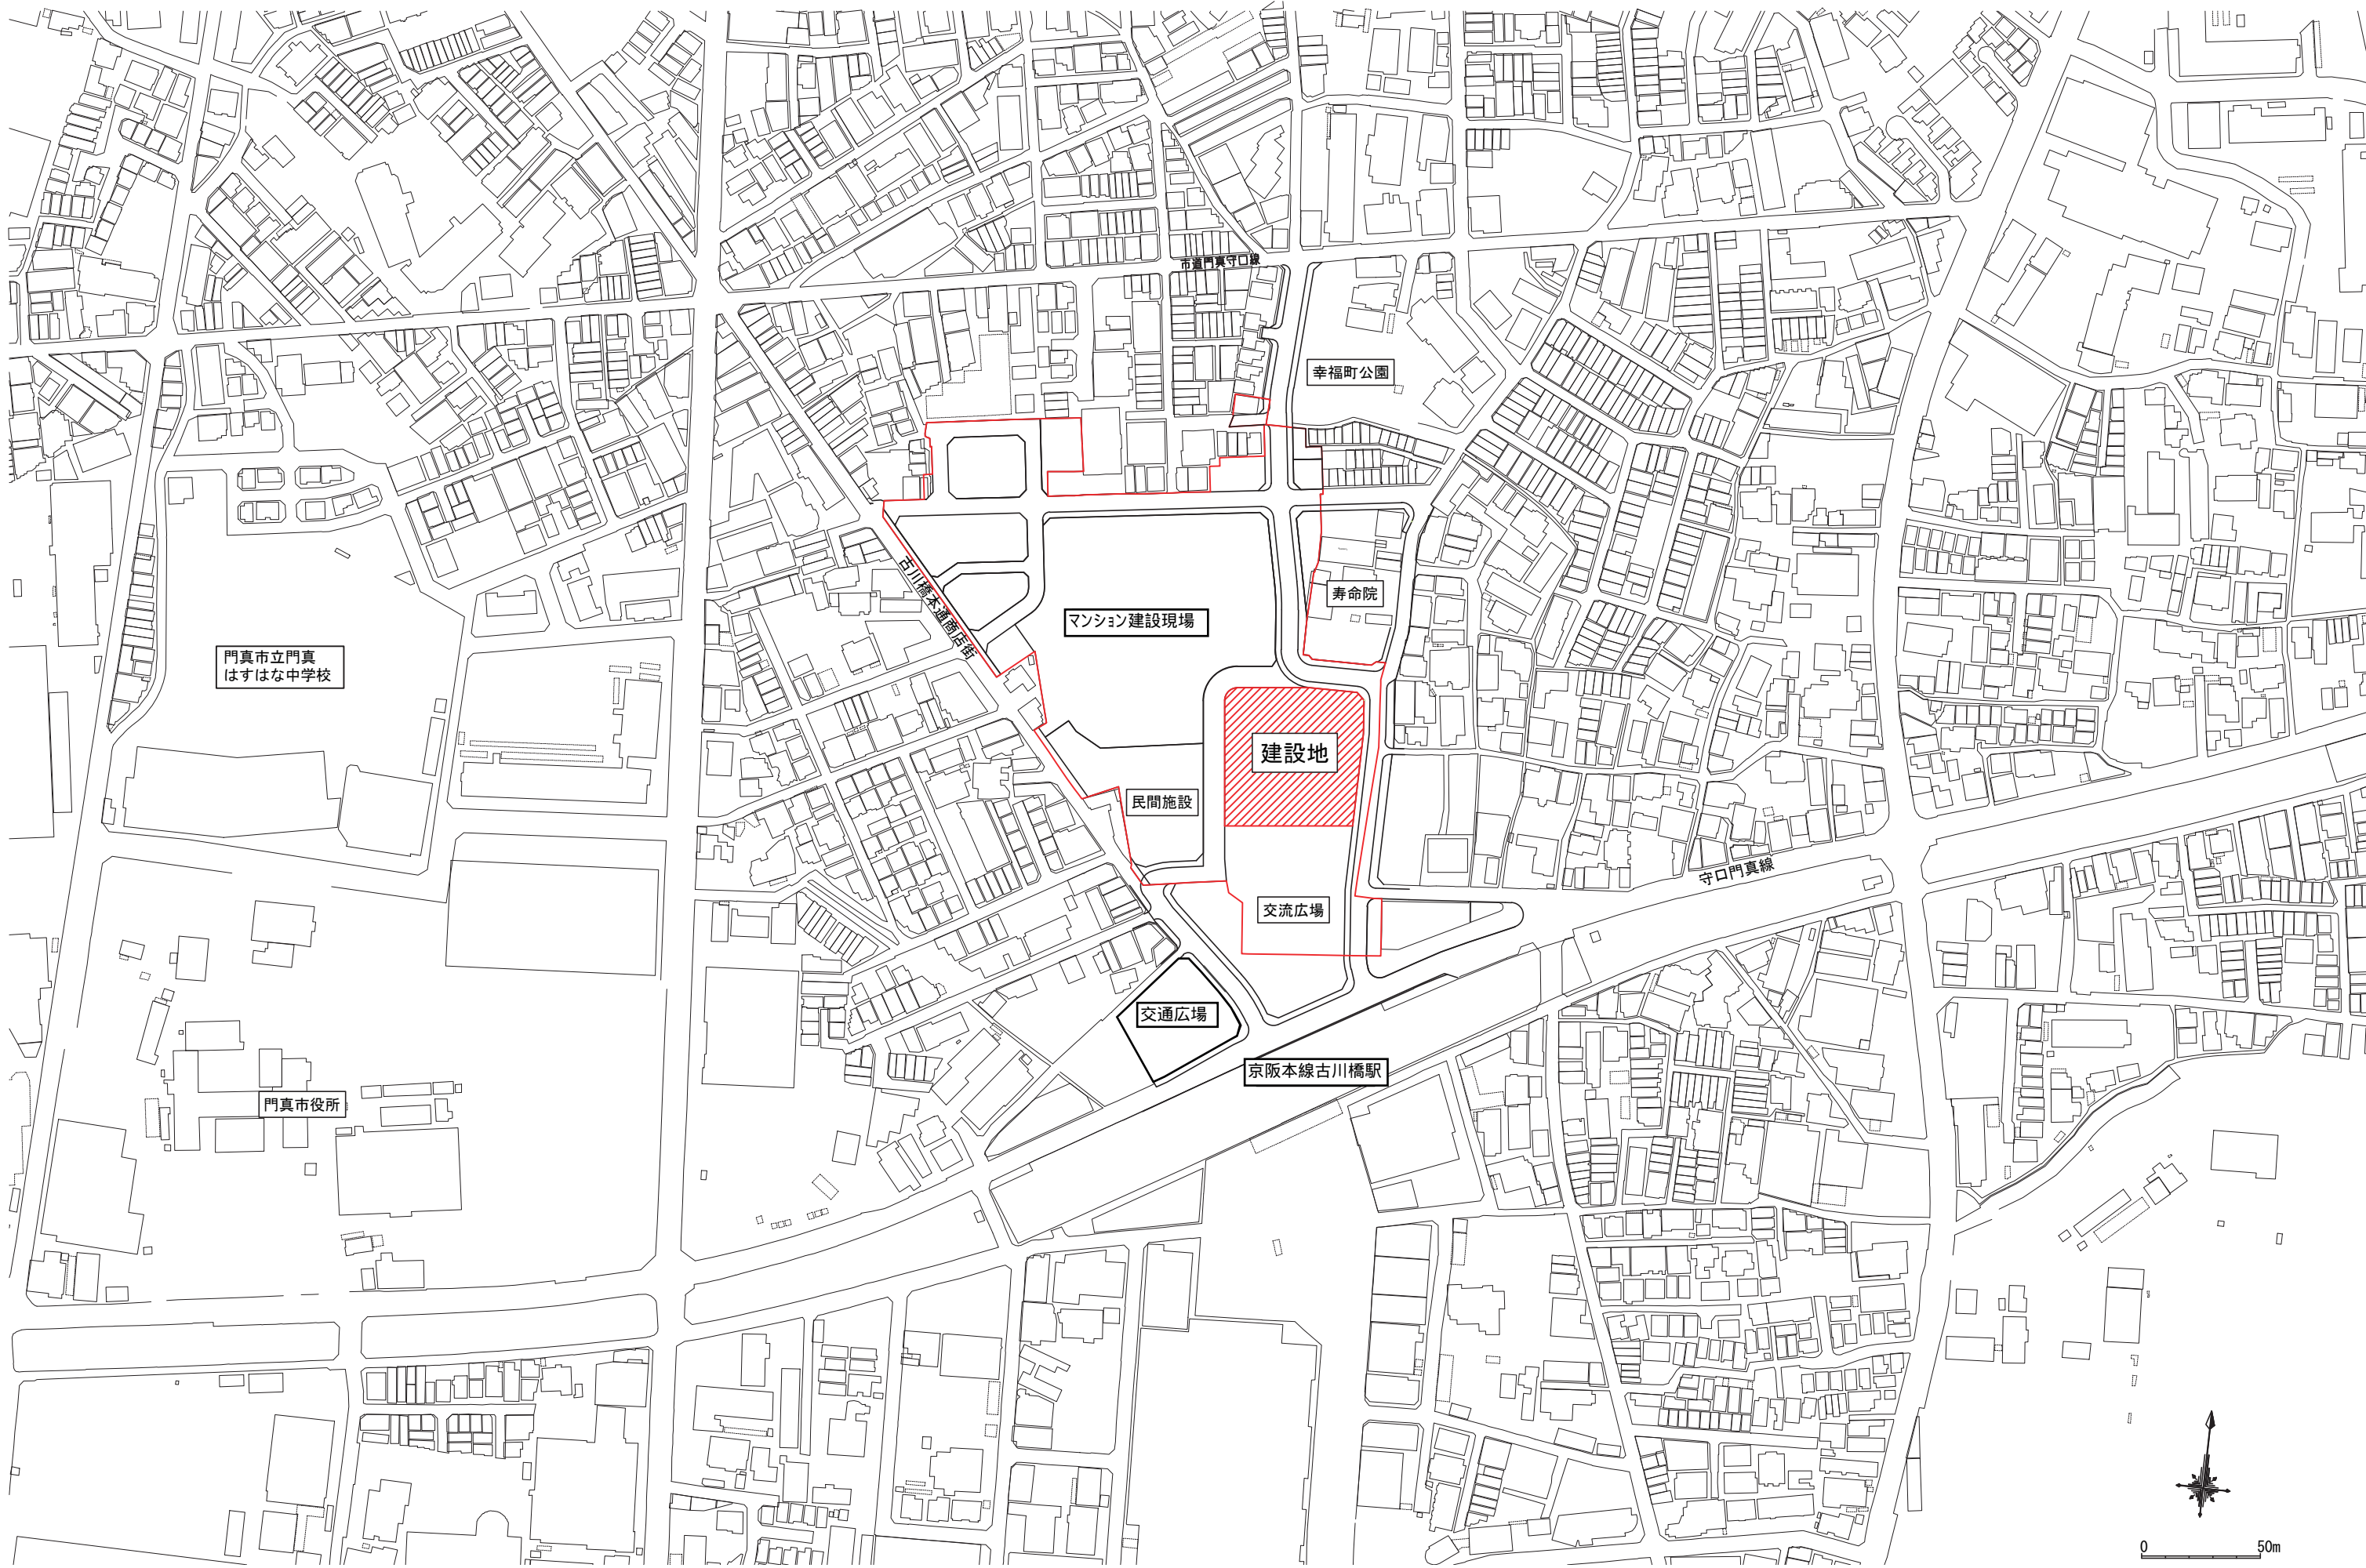 市道門真守口線
幸福町公園
古川橋本通商店街
マンション建設現場
寿命院
門真市立門真
はすはな中学校
建設地
民間施設
守口門真線
交流広場
交通広場
京阪本線古川橋駅
門真市役所
0 50m